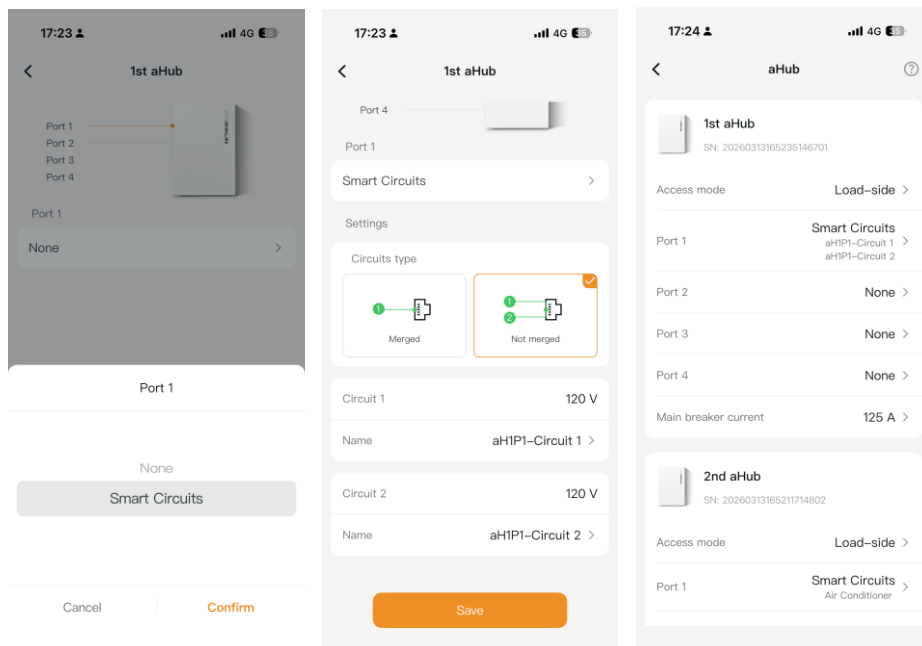 17:23
4G 35
1st aHub
Port 1
Port 2
Port 3
Port 4
Port 1
None
Port 1
None
Smart Circuits
Cancel
Confirm
17:23
4G 35
1st aHub
Port 4
Port 1
Smart Circuits
Settings
Circuits type
1
Merged
1
2
Not merged
Circuit 1
120 V
Name
aH1P1-Circuit 1
Circuit 2
120 V
Name
aH1P1-Circuit 2
Save
17:24
4G 35
aHub
?
1st aHub
SN: 20260313165235146701
Access mode
Load-side
Port 1
Smart Circuits
aH1P1-Circuit 1
aH1P1-Circuit 2
Port 2
None
Port 3
None
Port 4
None
Main breaker current
125 A
2nd aHub
SN: 20260313165211714802
Access mode
Load-side
Port 1
Smart Circuits
Air Conditioner